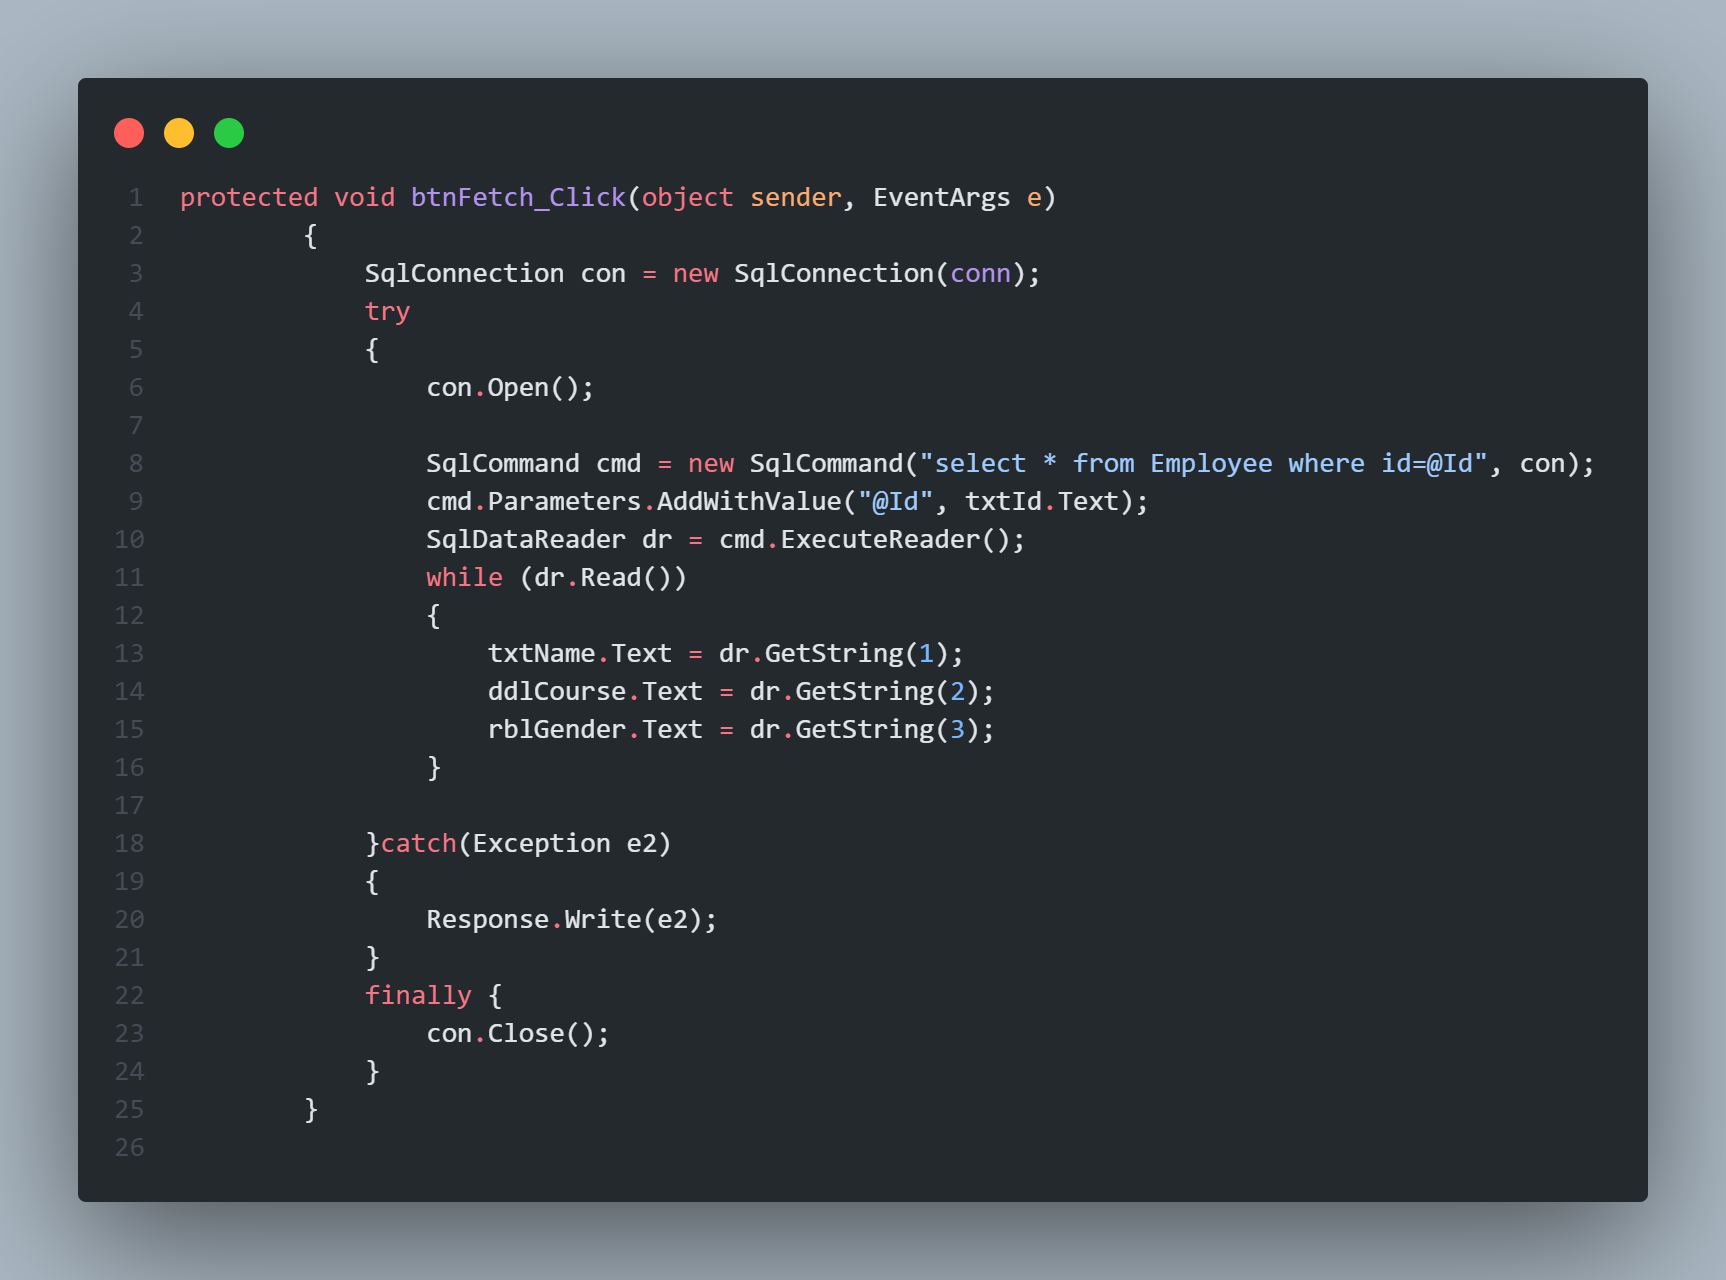 1 protected void btnFetch_Click(object sender, EventArgs e)
2         {
3             SqlConnection con = new SqlConnection(conn);
4             try
5             {
6                 con.Open();
7
8                 SqlCommand cmd = new SqlCommand("select * from Employee where id=@Id", con);
9                 cmd.Parameters.AddWithValue("@Id", txtId.Text);
10                 SqlDataReader dr = cmd.ExecuteReader();
11                 while (dr.Read())
12                 {
13                     txtName.Text = dr.GetString(1);
14                     ddlCourse.Text = dr.GetString(2);
15                     rblGender.Text = dr.GetString(3);
16                 }
17
18             }catch(Exception e2)
19             {
20                 Response.Write(e2);
21             }
22             finally {
23                 con.Close();
24             }
25         }
26